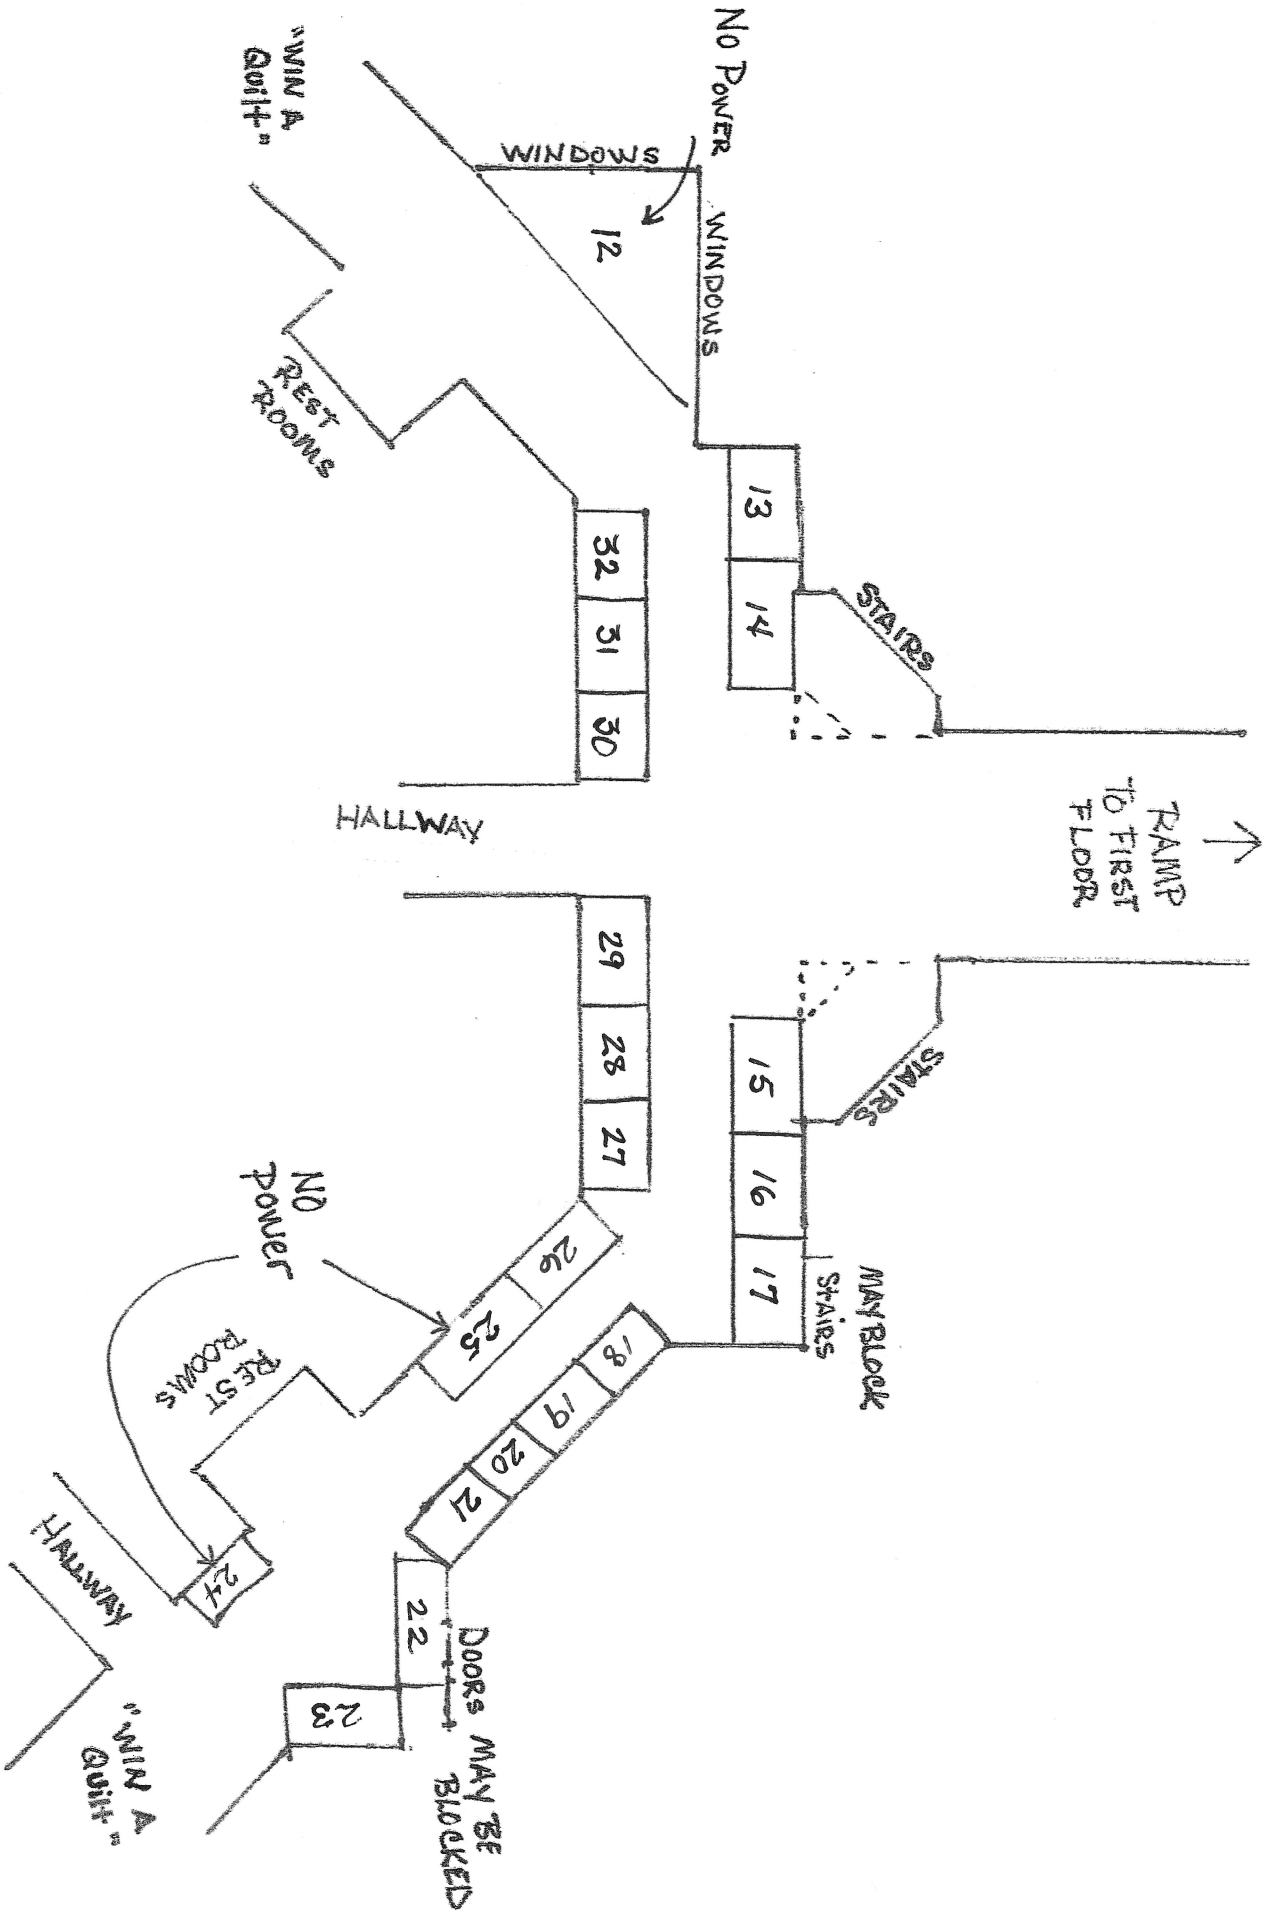 RAMP
TO FIRST
FLOOR
STAIRS
STAIRS
MAY BLOCK
STAIRS
NO POWER
WINDOWS
WINDOWS
12
13
14
15
16
17
32
31
30
29
28
27
26
25
18
19
20
21
22
23
24
DOORS MAY BE
BLOCKED
HALLWAY
REST
ROOMS
"WIN A
Quilt"
NO
power
REST
ROOMS
HALLWAY
"WIN A
Quilt"